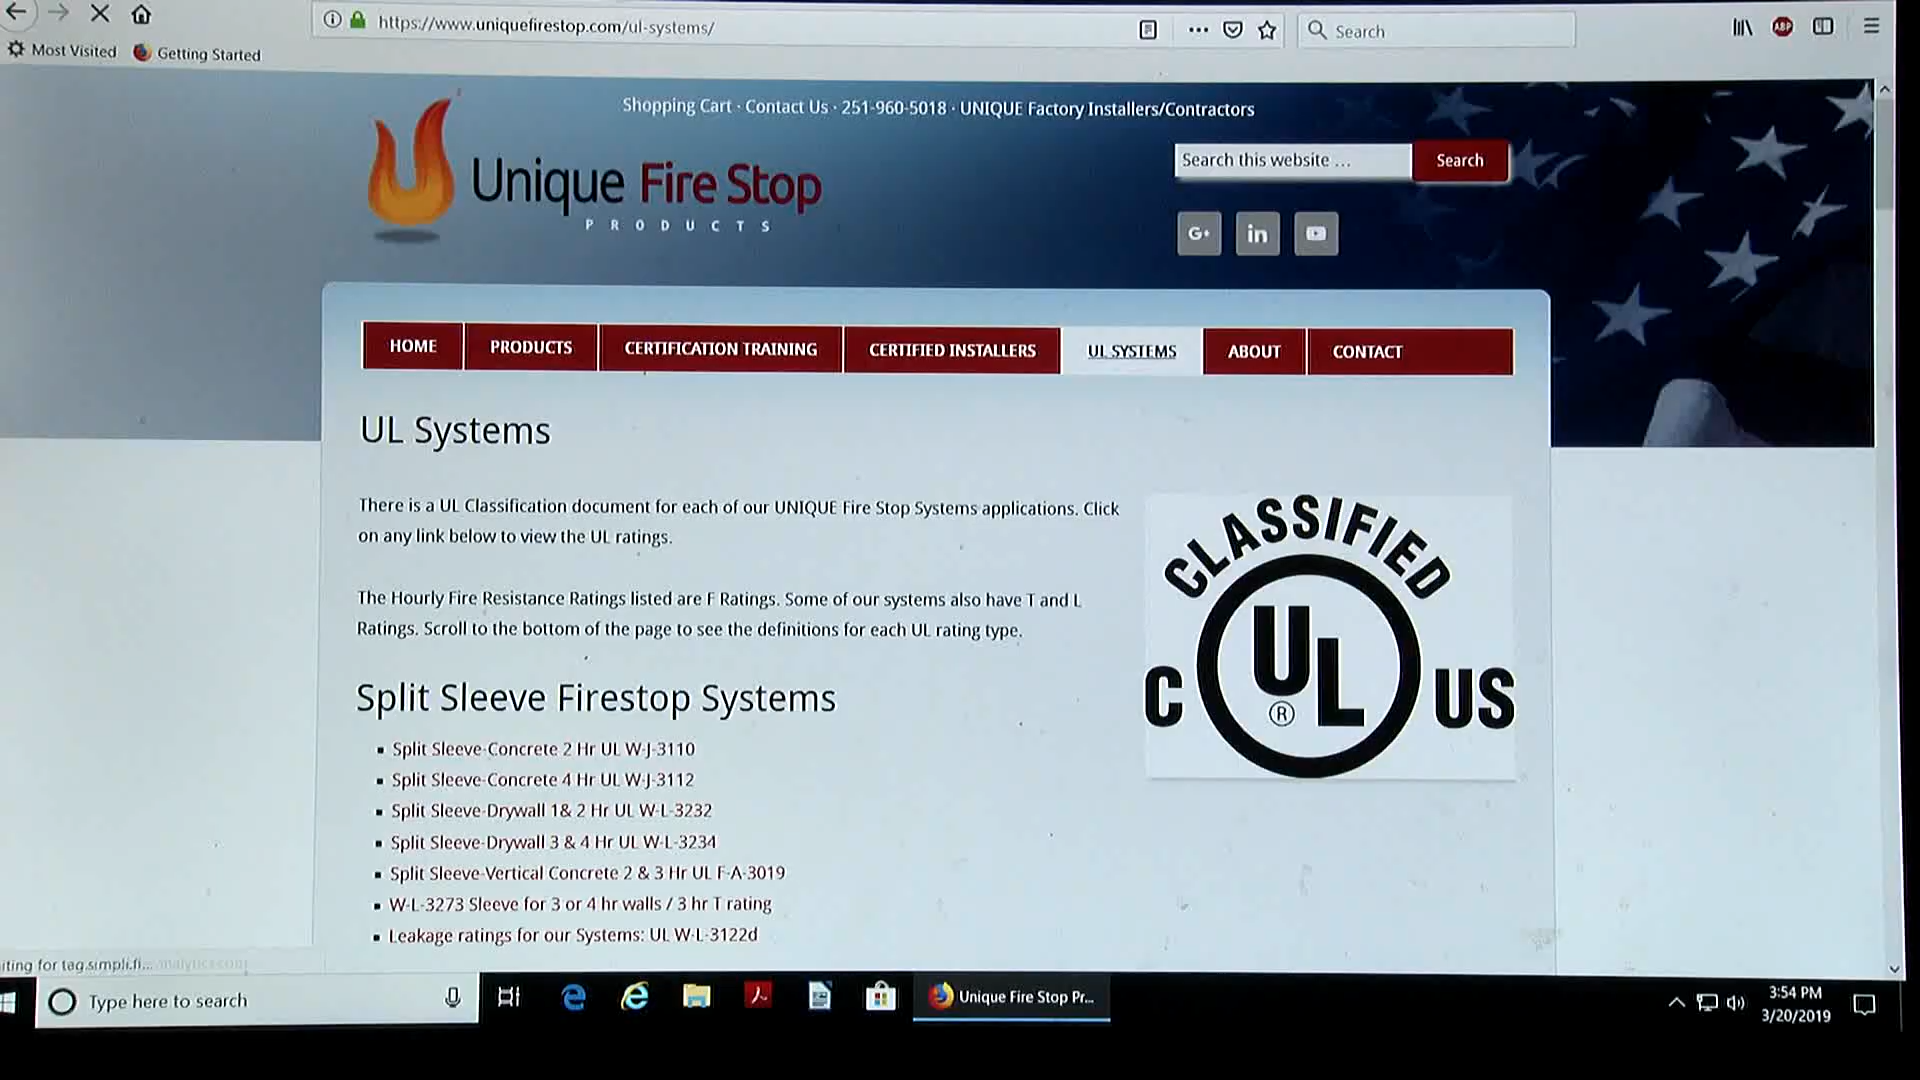 https://www.uniquefirestop.com/ul-systems/
Search
ABP
Most Visited
Getting Started
Shopping Cart · Contact Us · 251-960-5018 · UNIQUE Factory Installers/Contractors
Unique Fire Stop
PRODUCTS
Search this website ...
Search
G+
in
HOME
PRODUCTS
CERTIFICATION TRAINING
CERTIFIED INSTALLERS
UL SYSTEMS
ABOUT
CONTACT
UL Systems
There is a UL Classification document for each of our UNIQUE Fire Stop Systems applications. Click
on any link below to view the UL ratings.
The Hourly Fire Resistance Ratings listed are F Ratings. Some of our systems also have T and L
Ratings. Scroll to the bottom of the page to see the definitions for each UL rating type.
CLASSIFIED
C UL US
®
Split Sleeve Firestop Systems
Split Sleeve-Concrete 2 Hr UL W-J-3110
Split Sleeve-Concrete 4 Hr UL W-J-3112
Split Sleeve-Drywall 1& 2 Hr UL W-L-3232
Split Sleeve-Drywall 3 & 4 Hr UL W-L-3234
Split Sleeve-Vertical Concrete 2 & 3 Hr UL F-A-3019
W-L-3273 Sleeve for 3 or 4 hr walls / 3 hr T rating
Leakage ratings for our Systems: UL W-L-3122d
iting for tag.simpli.fi...
Type here to search
Unique Fire Stop Pr...
3:54 PM
3/20/2019